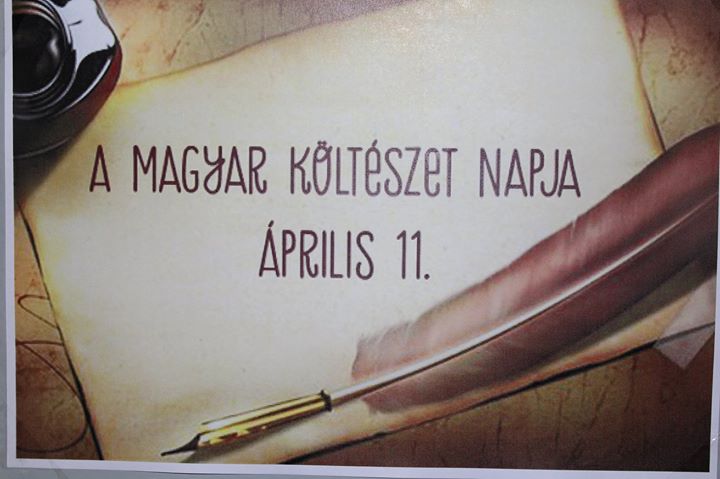 A MAGYAR KÖLTÉSZET NAPJA
ÁPRILIS 11.